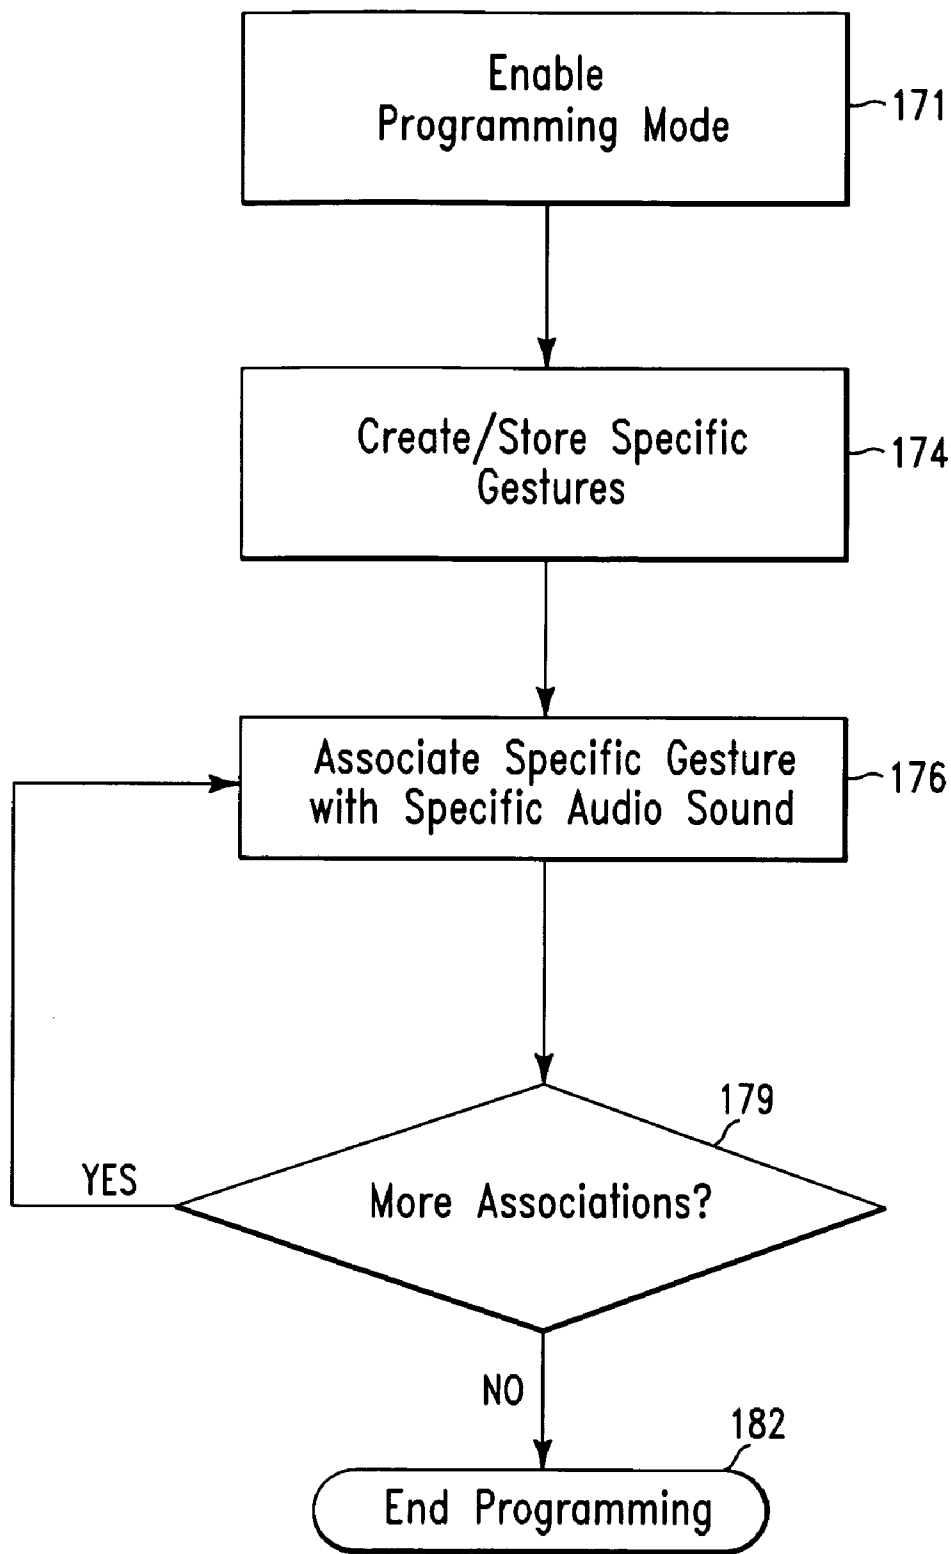 Enable
Programming Mode
171
Create/Store Specific
Gestures
174
Associate Specific Gesture
with Specific Audio Sound
176
179
More Associations?
YES
NO
182
End Programming